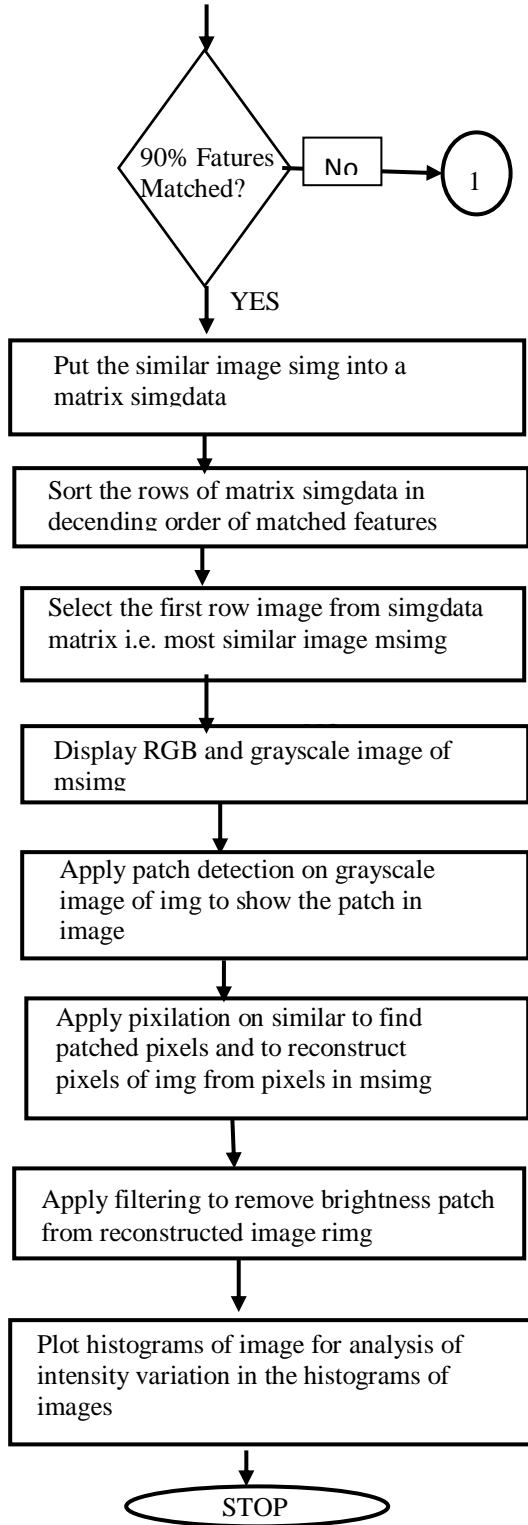 90% Fatures
Matched?
No
1
YES
Put the similar image simg into a
matrix simgdata
Sort the rows of matrix simgdata in
decending order of matched features
Select the first row image from simgdata
matrix i.e. most similar image msimg
Display RGB and grayscale image of
msimg
Apply patch detection on grayscale
image of img to show the patch in
image
Apply pixilation on similar to find
patched pixels and to reconstruct
pixels of img from pixels in msimg
Apply filtering to remove brightness patch
from reconstructed image rimg
Plot histograms of image for analysis of
intensity variation in the histograms of
images
STOP